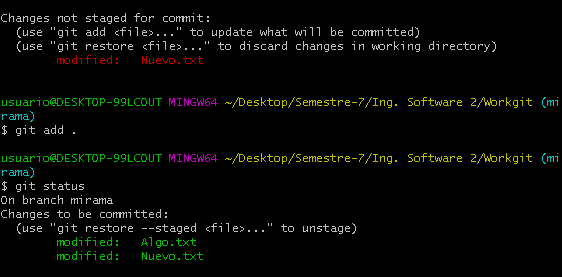 Changes not staged for commit:
  (use "git add <file>..." to update what will be committed)
  (use "git restore <file>..." to discard changes in working directory)
        modified:   Nuevo.txt
usuario@DESKTOP-99LCOUT MINGW64 ~/Desktop/Semestre-7/Ing. Software 2/Workgit (mi
rama)
$ git add .
usuario@DESKTOP-99LCOUT MINGW64 ~/Desktop/Semestre-7/Ing. Software 2/Workgit (mi
rama)
$ git status
On branch mirama
Changes to be committed:
  (use "git restore --staged <file>..." to unstage)
        modified:   Algo.txt
        modified:   Nuevo.txt